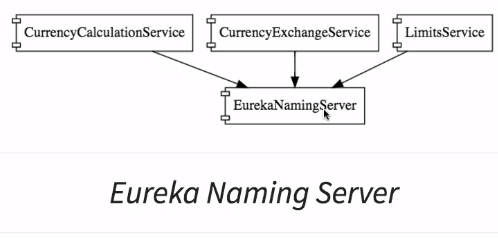 CurrencyCalculationService
CurrencyExchangeService
LimitsService
EurekaNamingServer
Eureka Naming Server